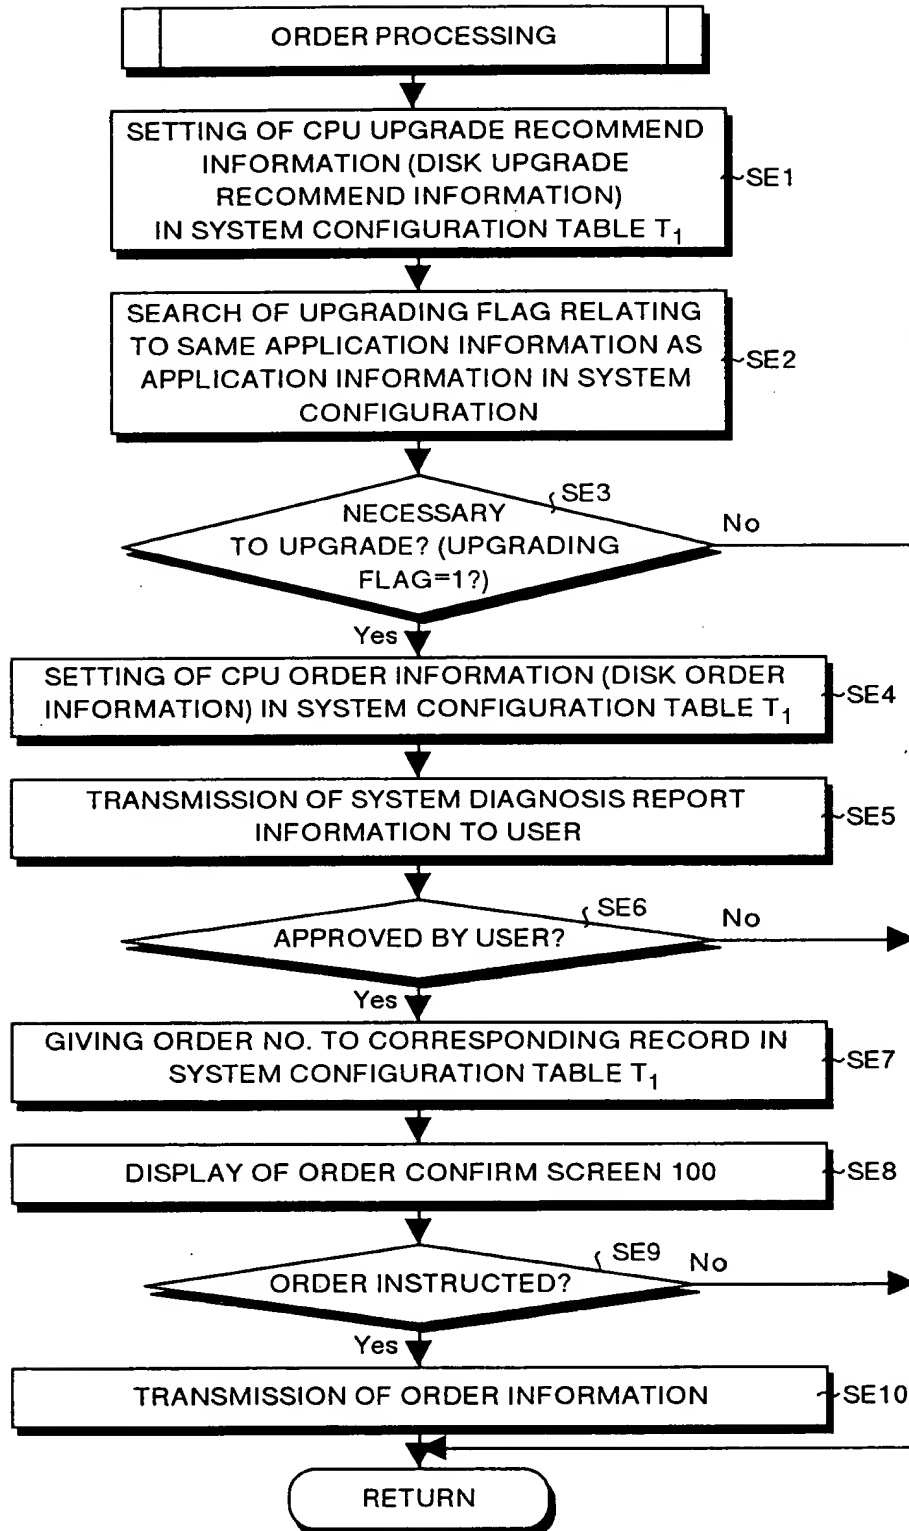 ORDER PROCESSING
SETTING OF CPU UPGRADE RECOMMEND
INFORMATION (DISK UPGRADE
RECOMMEND INFORMATION)
IN SYSTEM CONFIGURATION TABLE T1
SE1
SEARCH OF UPGRADING FLAG RELATING
TO SAME APPLICATION INFORMATION AS
APPLICATION INFORMATION IN SYSTEM
CONFIGURATION
SE2
SE3
NECESSARY
TO UPGRADE? (UPGRADING
FLAG=1?)
No
Yes
SETTING OF CPU ORDER INFORMATION (DISK ORDER
INFORMATION) IN SYSTEM CONFIGURATION TABLE T1
SE4
TRANSMISSION OF SYSTEM DIAGNOSIS REPORT
INFORMATION TO USER
SE5
SE6
APPROVED BY USER?
No
Yes
GIVING ORDER NO. TO CORRESPONDING RECORD IN
SYSTEM CONFIGURATION TABLE T1
SE7
DISPLAY OF ORDER CONFIRM SCREEN 100
SE8
SE9
ORDER INSTRUCTED?
No
Yes
TRANSMISSION OF ORDER INFORMATION
SE10
RETURN